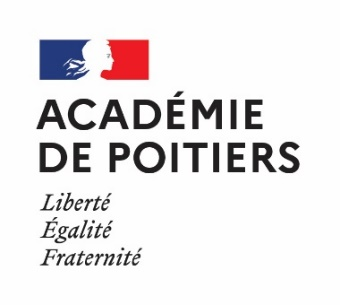 ACADÉMIE
DE POITIERS
Liberté
Égalité
Fraternité